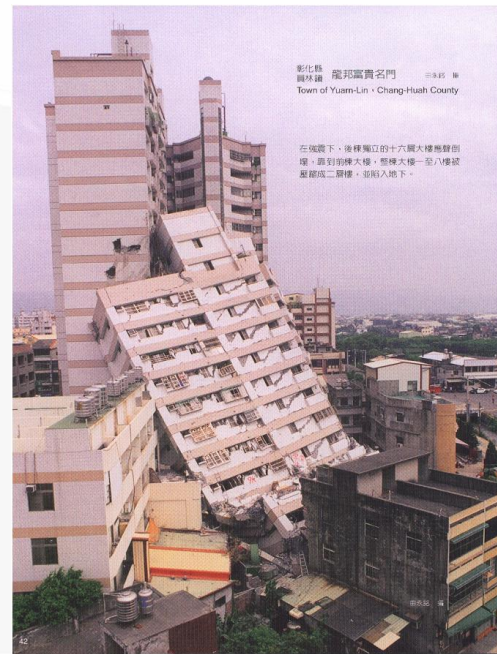 彰化縣
員林鎮
龍邦富貴名門
Town of Yuarn-Lin，Chang-Huah County
在強震下，後棟獨立的十六層大樓應聲倒
塌，靠到前棟大樓，整棟大樓一至八樓被
壓縮成二層樓，並陷入地下。
42